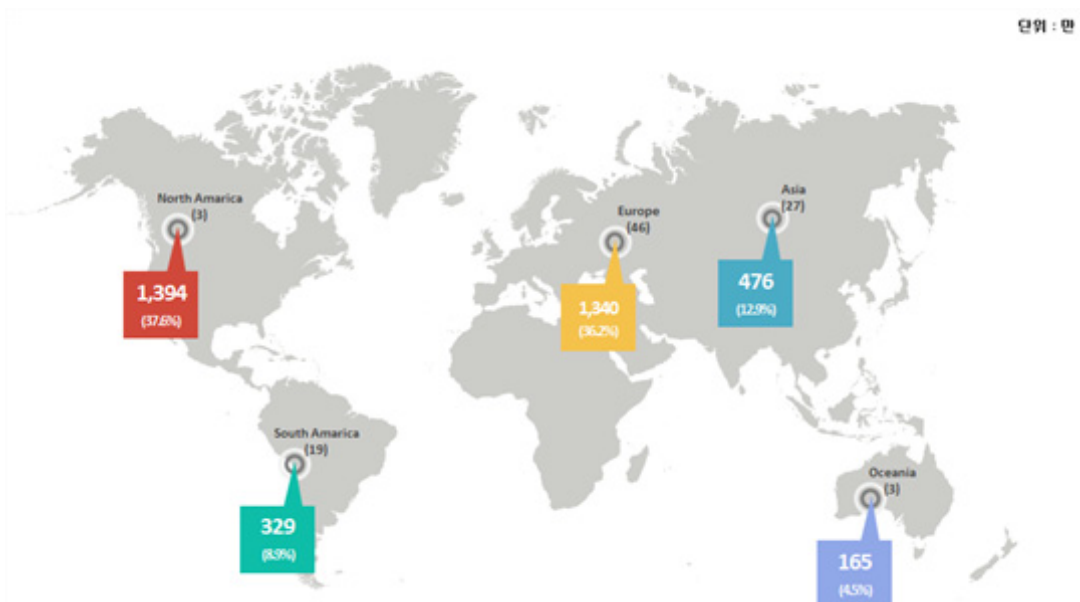 단위 : 만
North Amarica
(3)
1,394
(37.6%)
Europe
(46)
1,340
(36.2%)
Asia
(27)
476
(12.9%)
South Amarica
(19)
329
(8.9%)
Oceania
(3)
165
(4.5%)